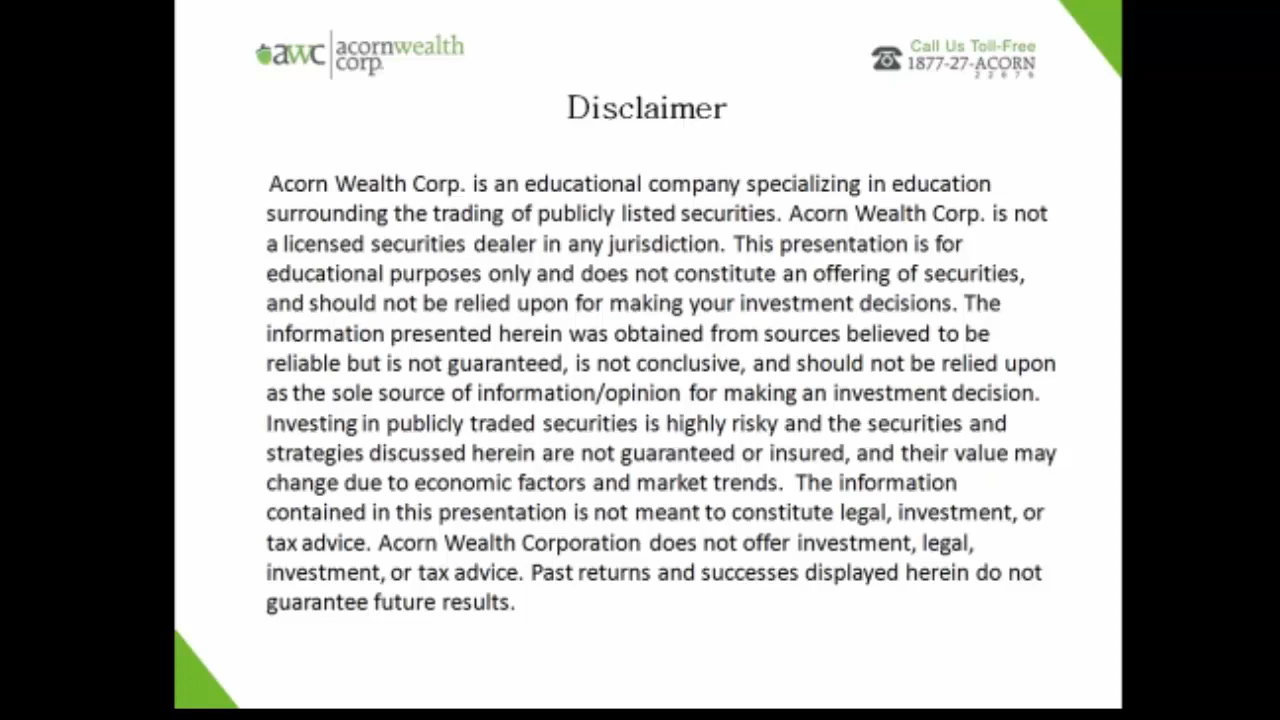 awc acornwealth
corp.
Call Us Toll-Free
1877-27-ACORN
22676
Disclaimer
Acorn Wealth Corp. is an educational company specializing in education
surrounding the trading of publicly listed securities. Acorn Wealth Corp. is not
a licensed securities dealer in any jurisdiction. This presentation is for
educational purposes only and does not constitute an offering of securities,
and should not be relied upon for making your investment decisions. The
information presented herein was obtained from sources believed to be
reliable but is not guaranteed, is not conclusive, and should not be relied upon
as the sole source of information/opinion for making an investment decision.
Investing in publicly traded securities is highly risky and the securities and
strategies discussed herein are not guaranteed or insured, and their value may
change due to economic factors and market trends. The information
contained in this presentation is not meant to constitute legal, investment, or
tax advice. Acorn Wealth Corporation does not offer investment, legal,
investment, or tax advice. Past returns and successes displayed herein do not
guarantee future results.